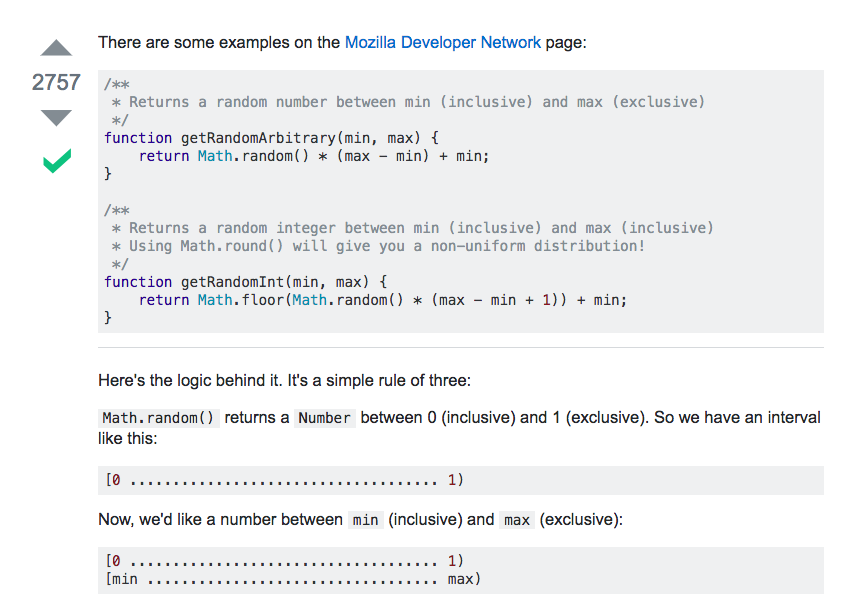 There are some examples on the Mozilla Developer Network page:
2757
/**
 * Returns a random number between min (inclusive) and max (exclusive)
 */
function getRandomArbitrary(min, max) {
    return Math.random() * (max - min) + min;
}

/**
 * Returns a random integer between min (inclusive) and max (inclusive)
 * Using Math.round() will give you a non-uniform distribution!
 */
function getRandomInt(min, max) {
    return Math.floor(Math.random() * (max - min + 1)) + min;
}
Here's the logic behind it. It's a simple rule of three:
Math.random() returns a Number between 0 (inclusive) and 1 (exclusive). So we have an interval
like this:
[0 .................................... 1)
Now, we'd like a number between min (inclusive) and max (exclusive):
[0 .................................... 1)
[min .................................. max)